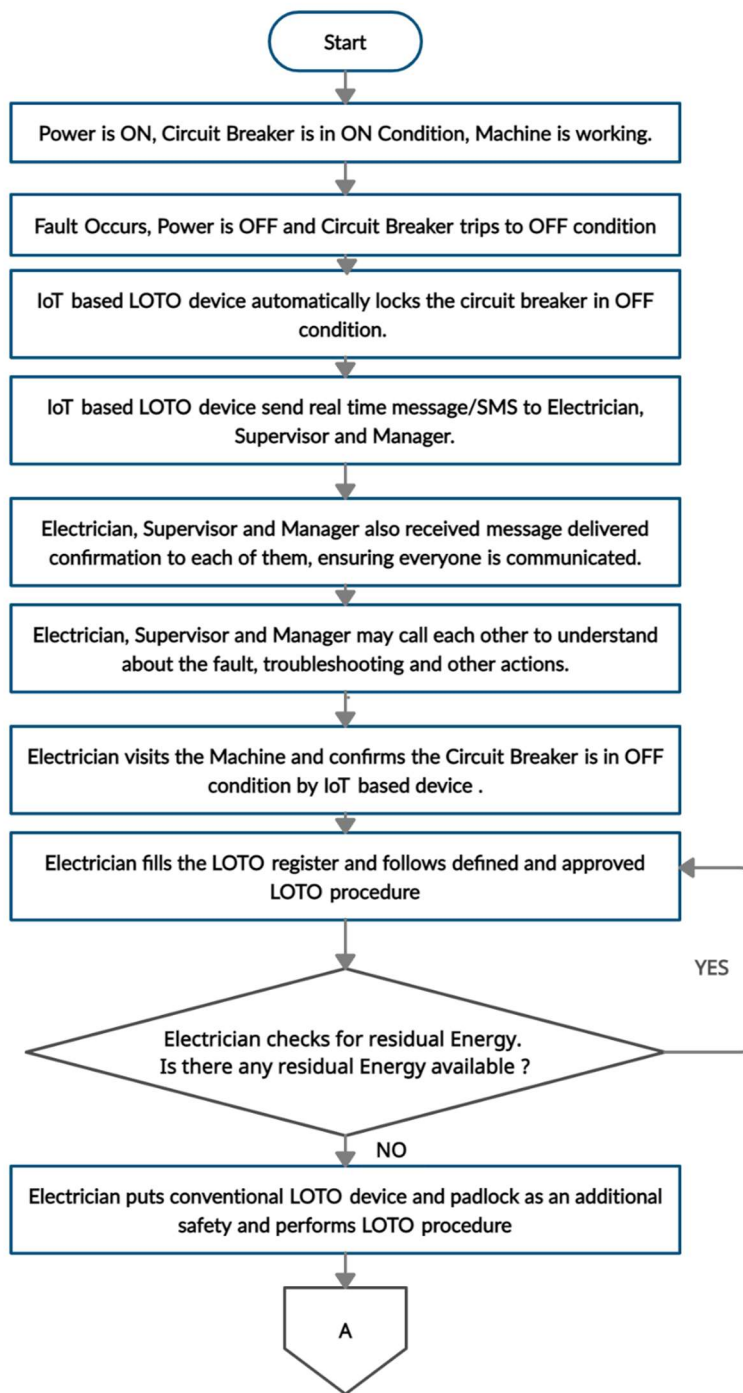 Start
Power is ON, Circuit Breaker is in ON Condition, Machine is working.
Fault Occurs, Power is OFF and Circuit Breaker trips to OFF condition
IoT based LOTO device automatically locks the circuit breaker in OFF
condition.
IoT based LOTO device send real time message/SMS to Electrician,
Supervisor and Manager.
Electrician, Supervisor and Manager also received message delivered
confirmation to each of them, ensuring everyone is communicated.
Electrician, Supervisor and Manager may call each other to understand
about the fault, troubleshooting and other actions.
Electrician visits the Machine and confirms the Circuit Breaker is in OFF
condition by IoT based device .
Electrician fills the LOTO register and follows defined and approved
LOTO procedure
YES
Electrician checks for residual Energy.
Is there any residual Energy available ?
NO
Electrician puts conventional LOTO device and padlock as an additional
safety and performs LOTO procedure
A